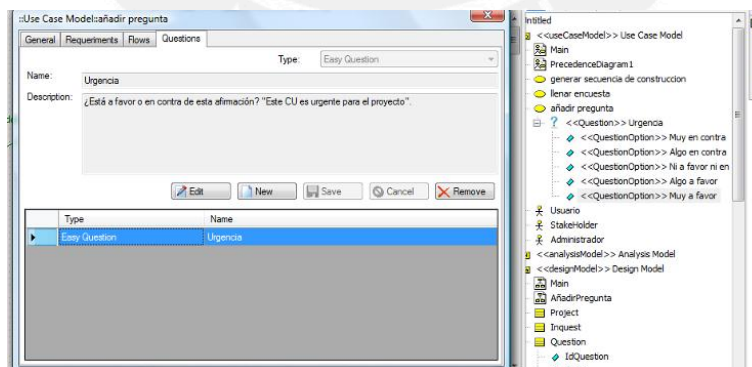 ::Use Case Model::añadir pregunta
General Requeriments Flows Questions
Type: Easy Question
Name: Urgencia
Description: ¿Está a favor o en contra de esta afirmación? "Este CU es urgente para el proyecto".
Edit New Save Cancel Remove
Type Name
Easy Question Urgencia
Intitled
<<useCaseModel>> Use Case Model
Main
PrecedenceDiagram1
generar secuencia de construccion
llenar encuesta
añadir pregunta
<<Question>> Urgencia
<<QuestionOption>> Muy en contra
<<QuestionOption>> Algo en contra
<<QuestionOption>> Ni a favor ni en
<<QuestionOption>> Algo a favor
<<QuestionOption>> Muy a favor
Usuario
StakeHolder
Administrador
<<analysisModel>> Analysis Model
<<designModel>> Design Model
Main
AñadirPregunta
Project
Inquest
Question
IdQuestion